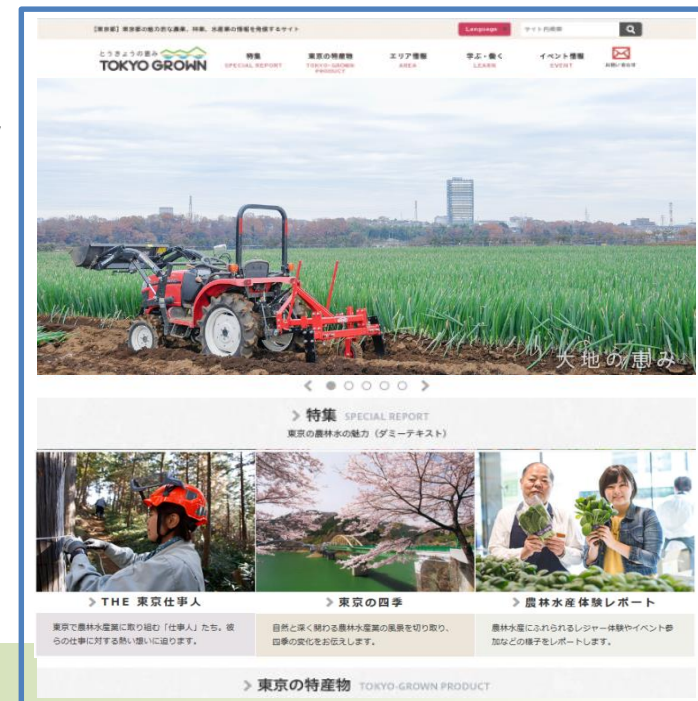 【東京都】東京都の魅力的な農業、林業、水産業の情報を発信するサイト
Language
サイト内検索
とうきょうの恵み
TOKYO GROWN
特集
SPECIAL REPORT
東京の特産物
TOKYO-GROWN
PRODUCT
エリア情報
AREA
学ぶ・働く
LEARN
イベント情報
EVENT
お問い合わせ
大地の恵み
特集 SPECIAL REPORT
東京の農林水の魅力（ダミーテキスト）
THE 東京仕事人
東京で農林水産業に取り組む「仕事人」たち。彼
らの仕事に対する熱い想いに迫ります。
東京の四季
自然と深く関わる農林水産業の風景を切り取り、
四季の変化をお伝えします。
農林水産体験レポート
農林水産にふれられるレジャー体験やイベント参
加などの様子をレポートします。
東京の特産物 TOKYO-GROWN PRODUCT